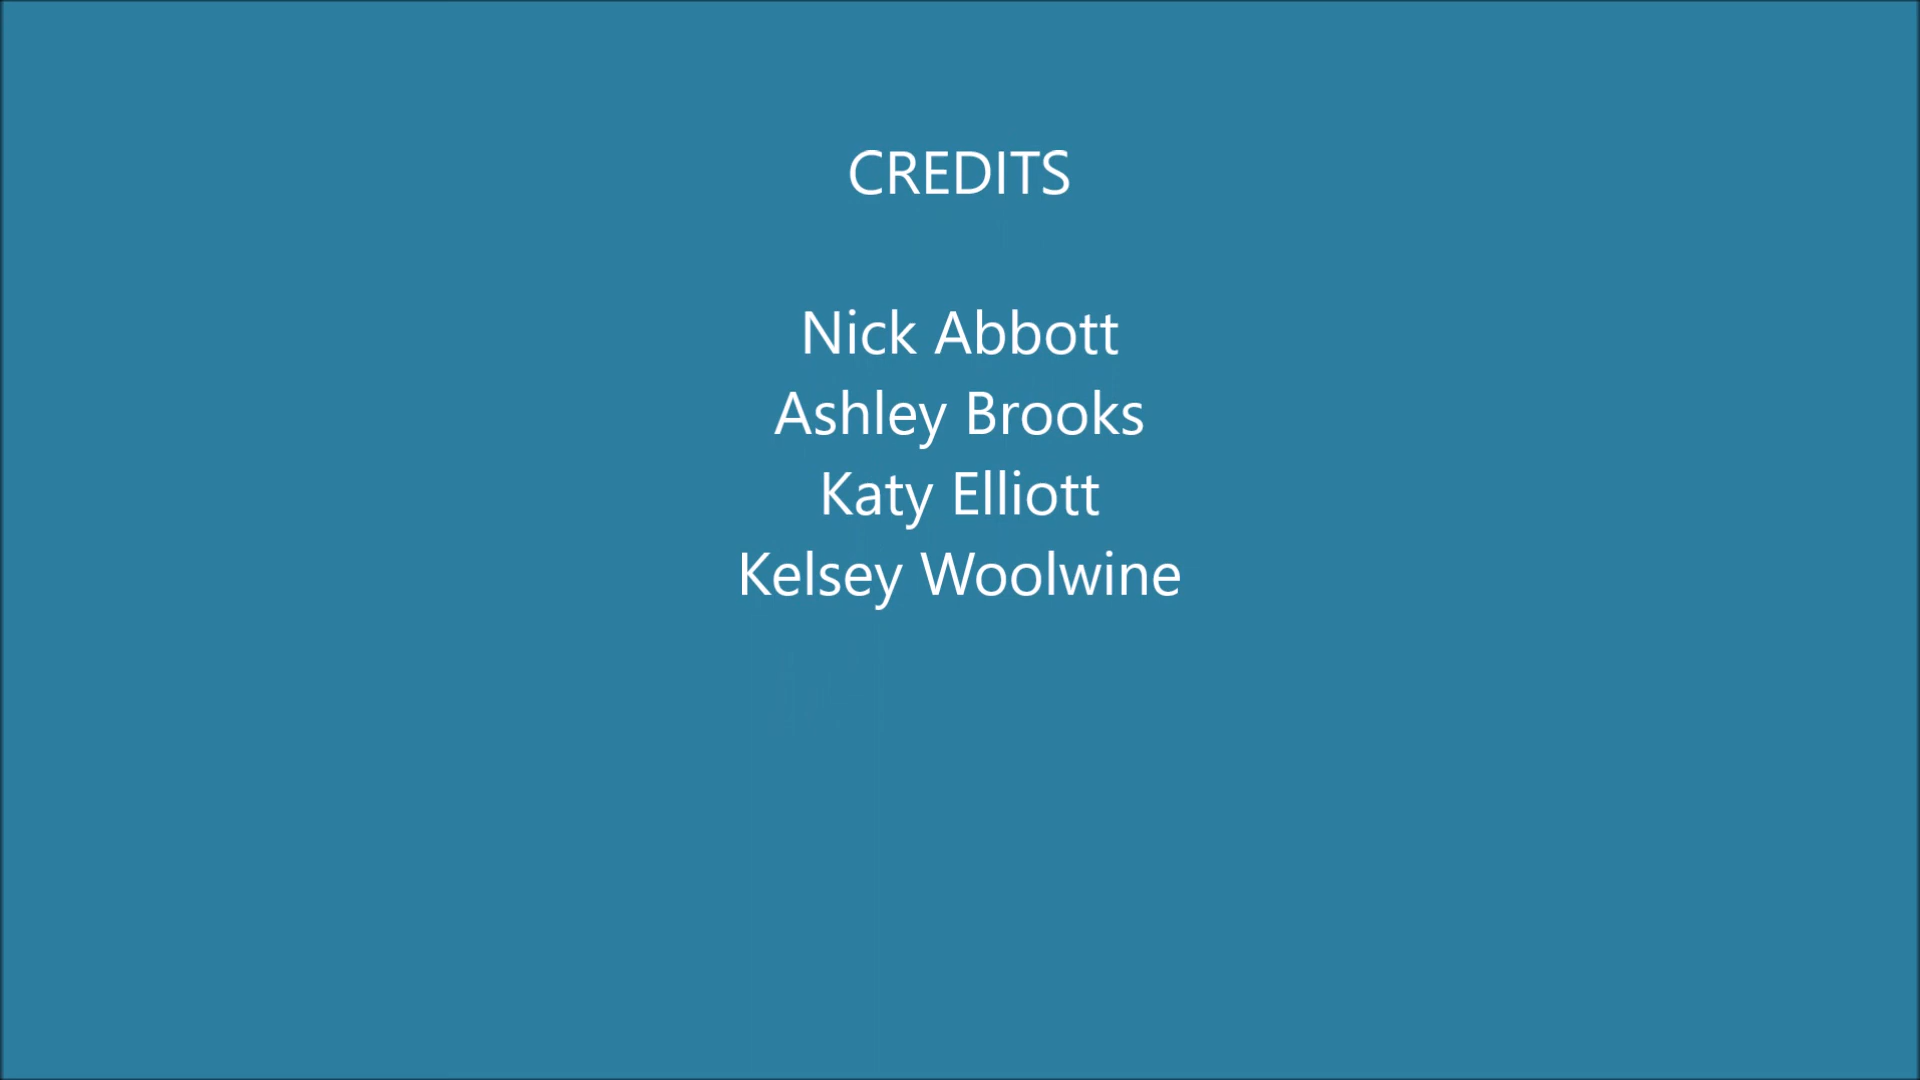 CREDITS
Nick Abbott
Ashley Brooks
Katy Elliott
Kelsey Woolwine